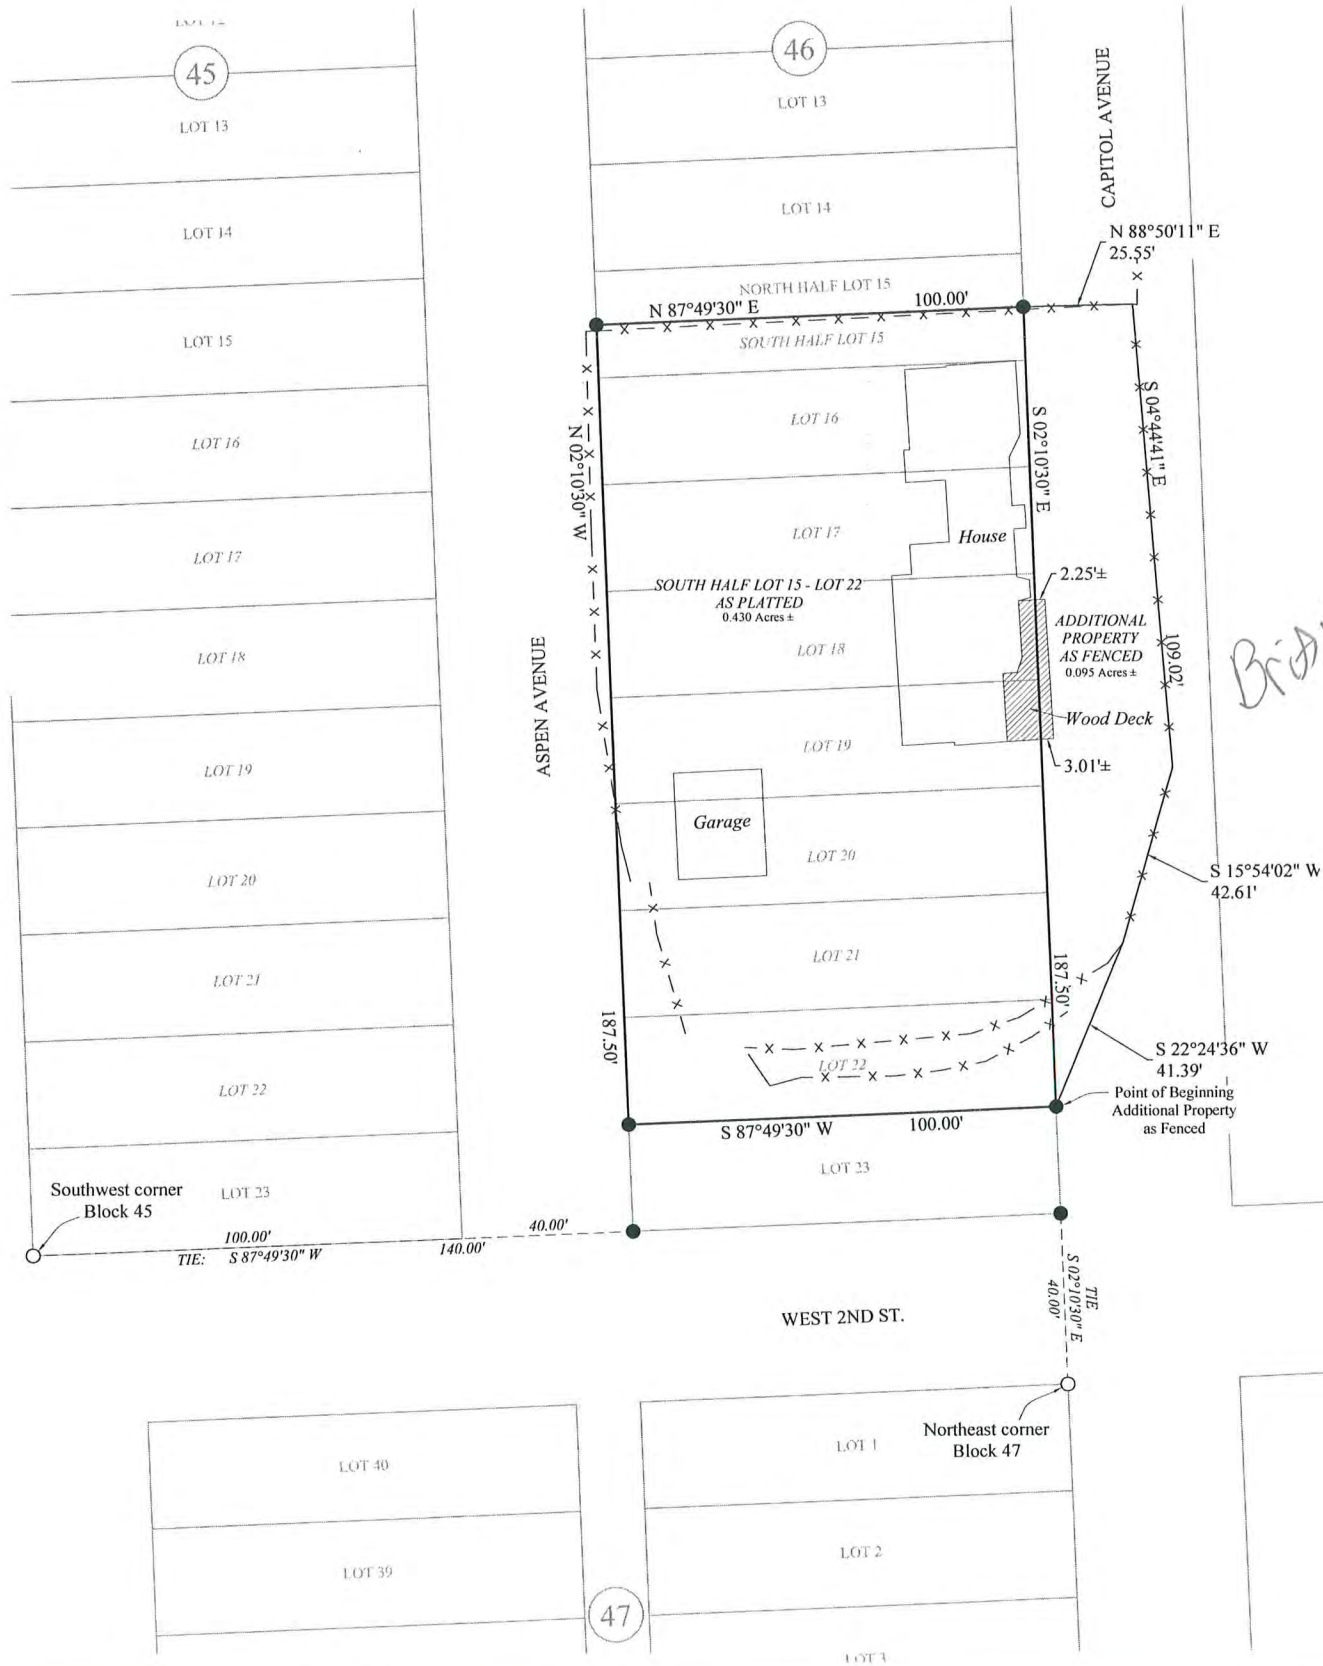 45
LOT 13
LOT 14
LOT 15
LOT 16
LOT 17
LOT 18
LOT 19
LOT 20
LOT 21
LOT 22
LOT 23
Southwest corner
Block 45
100.00'
TIE: S 87°49'30" W
140.00'
40.00'
ASPEN AVENUE
46
LOT 13
LOT 14
NORTH HALF LOT 15
N 87°49'30" E
100.00'
SOUTH HALF LOT 15
LOT 16
N 02°10'30" W
S 02°10'30" E
LOT 17
House
SOUTH HALF LOT 15 - LOT 22
AS PLATTED
0.430 Acres ±
LOT 18
LOT 19
Garage
LOT 20
LOT 21
187.50'
187.50'
LOT 22
S 87°49'30" W
100.00'
LOT 23
CAPITOL AVENUE
N 88°50'11" E
25.55'
S 04°44'41" E
109.02'
2.25'±
ADDITIONAL
PROPERTY
AS FENCED
0.095 Acres ±
Wood Deck
3.01'±
S 15°54'02" W
42.61'
S 22°24'36" W
41.39'
Point of Beginning
Additional Property
as Fenced
TIE
S 02°10'30" E
40.00'
WEST 2ND ST.
Northeast corner
Block 47
LOT 40
LOT 39
47
LOT 1
LOT 2
LOT 3